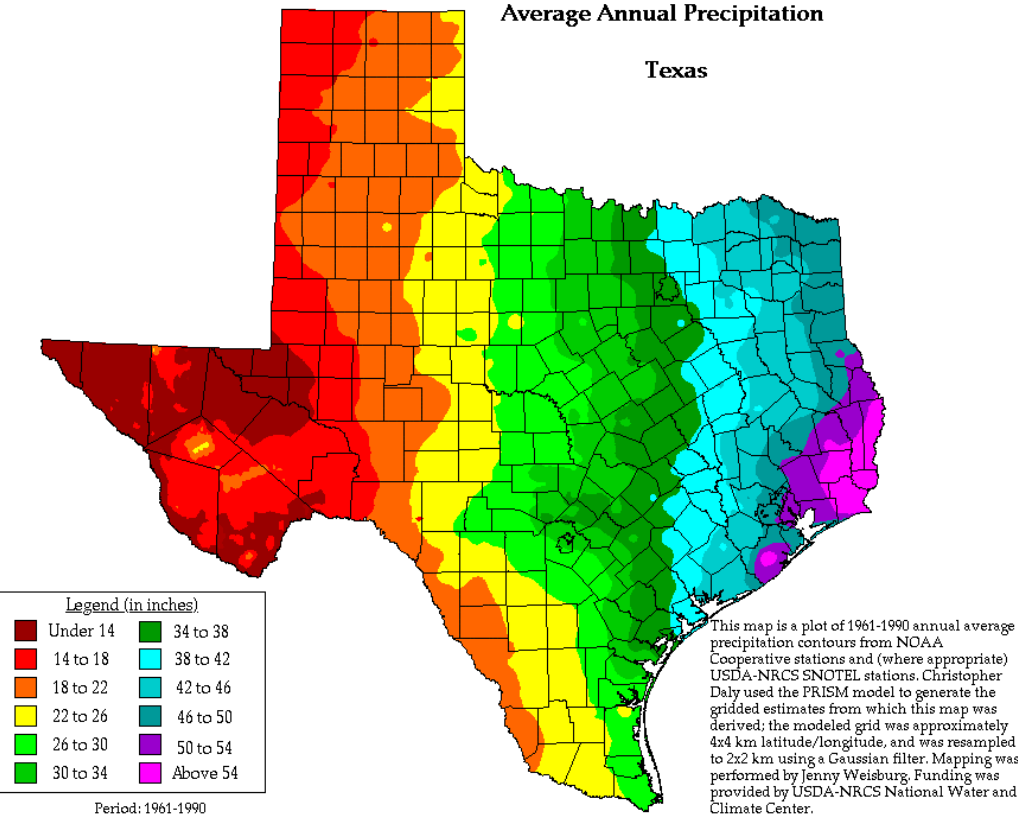 Average Annual Precipitation
Texas
Legend (in inches)
Under 14
14 to 18
18 to 22
22 to 26
26 to 30
30 to 34
34 to 38
38 to 42
42 to 46
46 to 50
50 to 54
Above 54
Period: 1961-1990
This map is a plot of 1961-1990 annual average
precipitation contours from NOAA
Cooperative stations and (where appropriate)
USDA-NRCS SNOTEL stations. Christopher
Daly used the PRISM model to generate the
gridded estimates from which this map was
derived; the modeled grid was approximately
4x4 km latitude/longitude, and was resampled
to 2x2 km using a Gaussian filter. Mapping was
performed by Jenny Weisburg. Funding was
provided by USDA-NRCS National Water and
Climate Center.